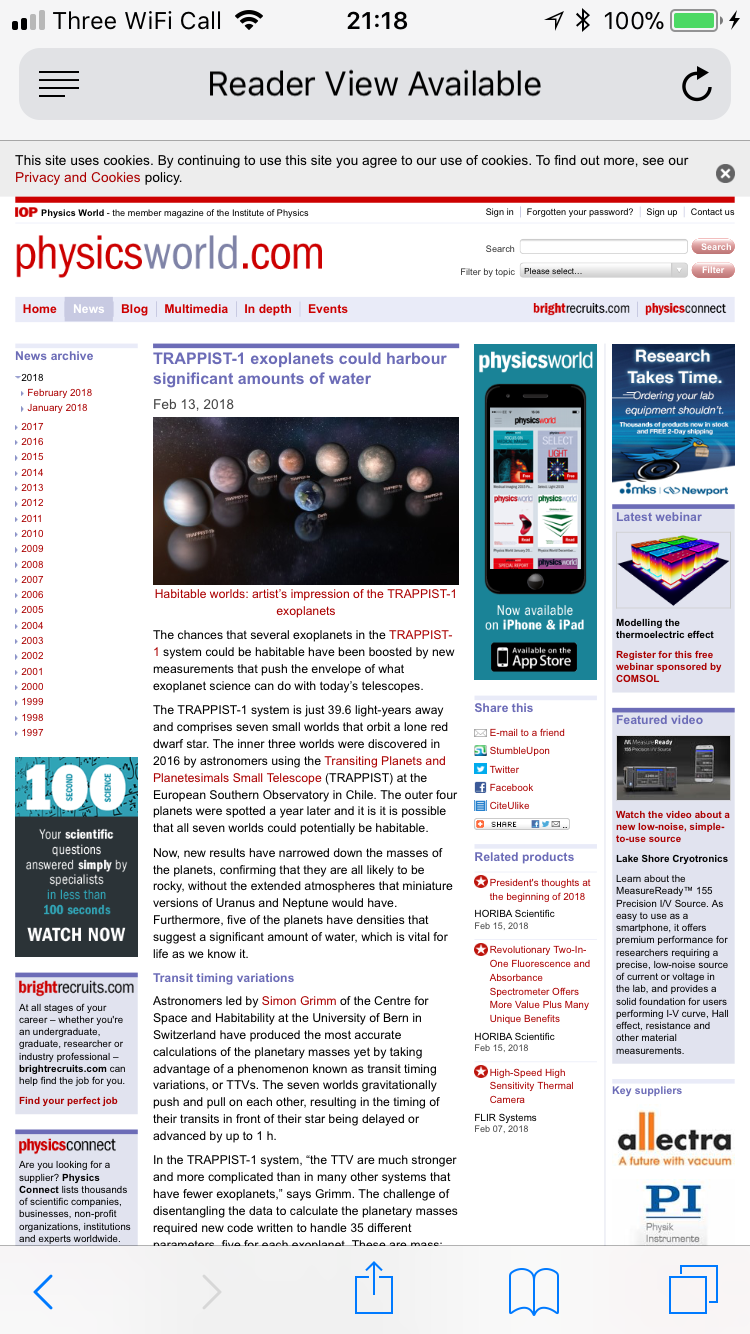 Three WiFi Call 21:18 100%
Reader View Available
This site uses cookies. By continuing to use this site you agree to our use of cookies. To find out more, see our
Privacy and Cookies policy.
IOP Physics World - the member magazine of the Institute of Physics
Sign in Forgotten your password? Sign up Contact us
physicsworld.com
Search Search
Filter by topic Please select... Filter
Home News Blog Multimedia In depth Events
brightrecruits.com physicsconnect
News archive
2018
February 2018
January 2018
2017
2016
2015
2014
2013
2012
2011
2010
2009
2008
2007
2006
2005
2004
2003
2002
2001
2000
1999
1998
1997
100
SECOND
SCIENCE
Your scientific
questions
answered simply by
specialists
in less than
100 seconds
WATCH NOW
brightrecruits.com
At all stages of your
career – whether you're
an undergraduate,
graduate, researcher or
industry professional –
brightrecruits.com can
help find the job for you.
Find your perfect job
physicsconnect
Are you looking for a
supplier? Physics
Connect lists thousands
of scientific companies,
businesses, non-profit
organizations, institutions
and experts worldwide.
TRAPPIST-1 exoplanets could harbour
significant amounts of water
Feb 13, 2018
Habitable worlds: artist's impression of the TRAPPIST-1
exoplanets
The chances that several exoplanets in the TRAPPIST-
1 system could be habitable have been boosted by new
measurements that push the envelope of what
exoplanet science can do with today's telescopes.
The TRAPPIST-1 system is just 39.6 light-years away
and comprises seven small worlds that orbit a lone red
dwarf star. The inner three worlds were discovered in
2016 by astronomers using the Transiting Planets and
Planetesimals Small Telescope (TRAPPIST) at the
European Southern Observatory in Chile. The outer four
planets were spotted a year later and it is it is possible
that all seven worlds could potentially be habitable.
Now, new results have narrowed down the masses of
the planets, confirming that they are all likely to be
rocky, without the extended atmospheres that miniature
versions of Uranus and Neptune would have.
Furthermore, five of the planets have densities that
suggest a significant amount of water, which is vital for
life as we know it.
Transit timing variations
Astronomers led by Simon Grimm of the Centre for
Space and Habitability at the University of Bern in
Switzerland have produced the most accurate
calculations of the planetary masses yet by taking
advantage of a phenomenon known as transit timing
variations, or TTVs. The seven worlds gravitationally
push and pull on each other, resulting in the timing of
their transits in front of their star being delayed or
advanced by up to 1 h.
In the TRAPPIST-1 system, “the TTV are much stronger
and more complicated than in many other systems that
have fewer exoplanets,” says Grimm. The challenge of
disentangling the data to calculate the planetary masses
required new code written to handle 35 different
parameters, five for each exoplanet. These are mass;
physicsworld
SELECT
LIGHT
physicsworld
physicsworld
SPECIAL REPORT
physicsworld
Now available
on iPhone & iPad
Available on the
App Store
Share this
E-mail to a friend
StumbleUpon
Twitter
Facebook
CiteUlike
SHARE
Related products
President's thoughts at
the beginning of 2018
HORIBA Scientific
Feb 15, 2018
Revolutionary Two-In-
One Fluorescence and
Absorbance
Spectrometer Offers
More Value Plus Many
Unique Benefits
HORIBA Scientific
Feb 15, 2018
High-Speed High
Sensitivity Thermal
Camera
FLIR Systems
Feb 07, 2018
Research
Takes Time.
Ordering your lab
equipment shouldn't.
Thousands of products now in stock
and FREE 2-Day shipping
mks Newport
Latest webinar
Modelling the
thermoelectric effect
Register for this free
webinar sponsored by
COMSOL
Featured video
MeasureReady
155 Precision I/V Source
Watch the video about a
new low-noise, simple-
to-use source
Lake Shore Cryotronics
Learn about the
MeasureReady™ 155
Precision I/V Source. As
easy to use as a
smartphone, it offers
premium performance for
researchers requiring a
precise, low-noise source
of current or voltage in
the lab, and provides a
solid foundation for users
performing I-V curve, Hall
effect, resistance and
other material
measurements.
Key suppliers
allectra
A future with vacuum
PI
Physik
Instrumente